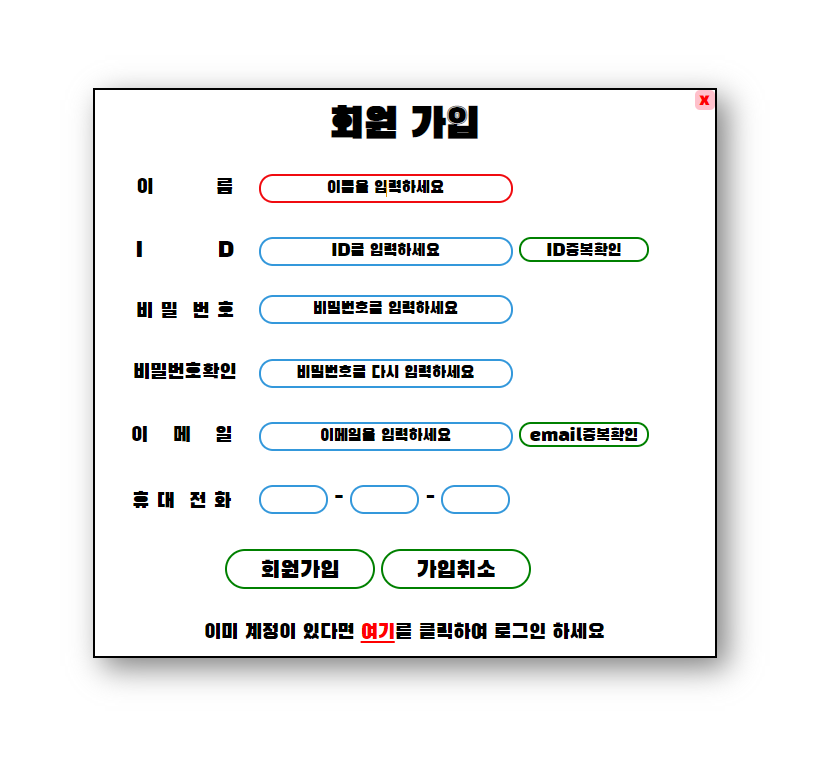 X
회원 가입
이 름 이름을 입력하세요
I D ID를 입력하세요 ID중복확인
비 밀 번 호 비밀번호를 입력하세요
비밀번호확인 비밀번호를 다시 입력하세요
이 메 일 이메일을 입력하세요 email중복확인
휴 대 전 화 - -
회원가입 가입취소
이미 계정이 있다면 여기를 클릭하여 로그인 하세요